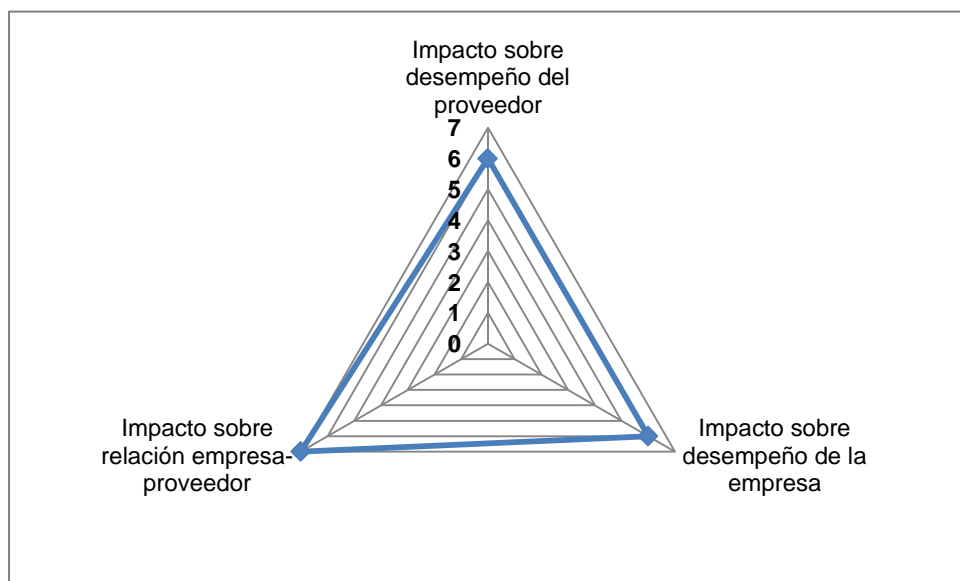 Impacto sobre
desempeño del
proveedor
7
6
5
4
3
2
1
0
Impacto sobre
relación empresa-
proveedor
Impacto sobre
desempeño de la
empresa